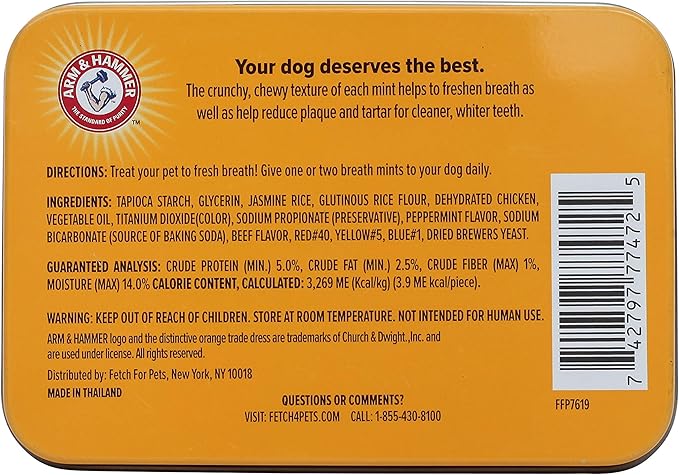 ARM & HAMMER
THE STANDARD OF PURITY
TM
Your dog deserves the best.
The crunchy, chewy texture of each mint helps to freshen breath as
well as help reduce plaque and tartar for cleaner, whiter teeth.
DIRECTIONS: Treat your pet to fresh breath! Give one or two breath mints to your dog daily.
INGREDIENTS: TAPIOCA STARCH, GLYCERIN, JASMINE RICE, GLUTINOUS RICE FLOUR, DEHYDRATED CHICKEN,
VEGETABLE OIL, TITANIUM DIOXIDE(COLOR), SODIUM PROPIONATE (PRESERVATIVE), PEPPERMINT FLAVOR, SODIUM
BICARBONATE (SOURCE OF BAKING SODA), BEEF FLAVOR, RED#40, YELLOW#5, BLUE#1, DRIED BREWERS YEAST.
GUARANTEED ANALYSIS: CRUDE PROTEIN (MIN.) 5.0%, CRUDE FAT (MIN.) 2.5%, CRUDE FIBER (MAX) 1%,
MOISTURE (MAX) 14.0% CALORIE CONTENT, CALCULATED: 3,269 ME (Kcal/kg) (3.9 ME kcal/piece).
WARNING: KEEP OUT OF REACH OF CHILDREN. STORE AT ROOM TEMPERATURE. NOT INTENDED FOR HUMAN USE.
ARM & HAMMER logo and the distinctive orange trade dress are trademarks of Church & Dwight.,Inc. and
are used under license. All rights reserved.
Distributed by: Fetch For Pets, New York, NY 10018
MADE IN THAILAND
QUESTIONS OR COMMENTS?
VISIT: FETCH4PETS.COM CALL: 1-855-430-8100
7 42797 77472 5
FFP7619